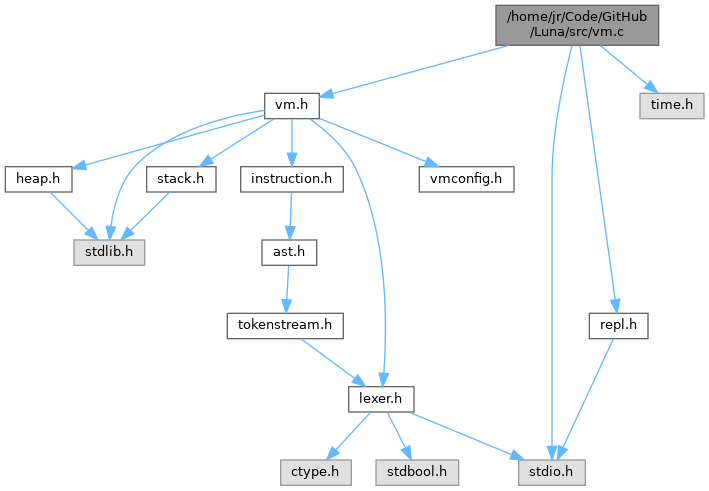 /home/jr/Code/GitHub
/Luna/src/vm.c
vm.h
time.h
heap.h
stack.h
instruction.h
vmconfig.h
stdlib.h
ast.h
tokenstream.h
repl.h
lexer.h
ctype.h
stdbool.h
stdio.h